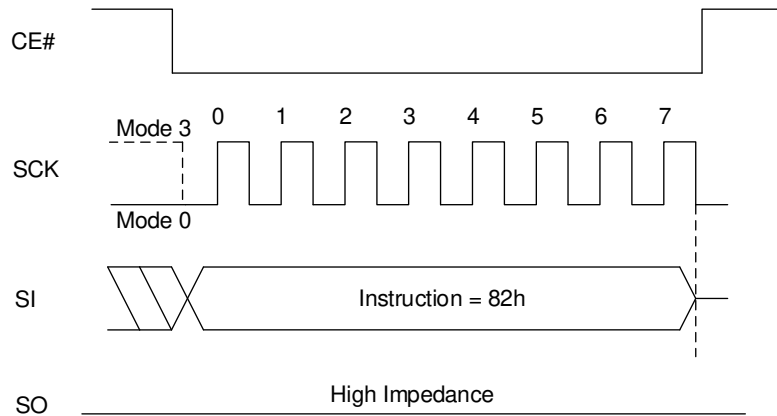 CE#
0 1 2 3 4 5 6 7
Mode 3
SCK
Mode 0
SI
Instruction = 82h
SO
High Impedance